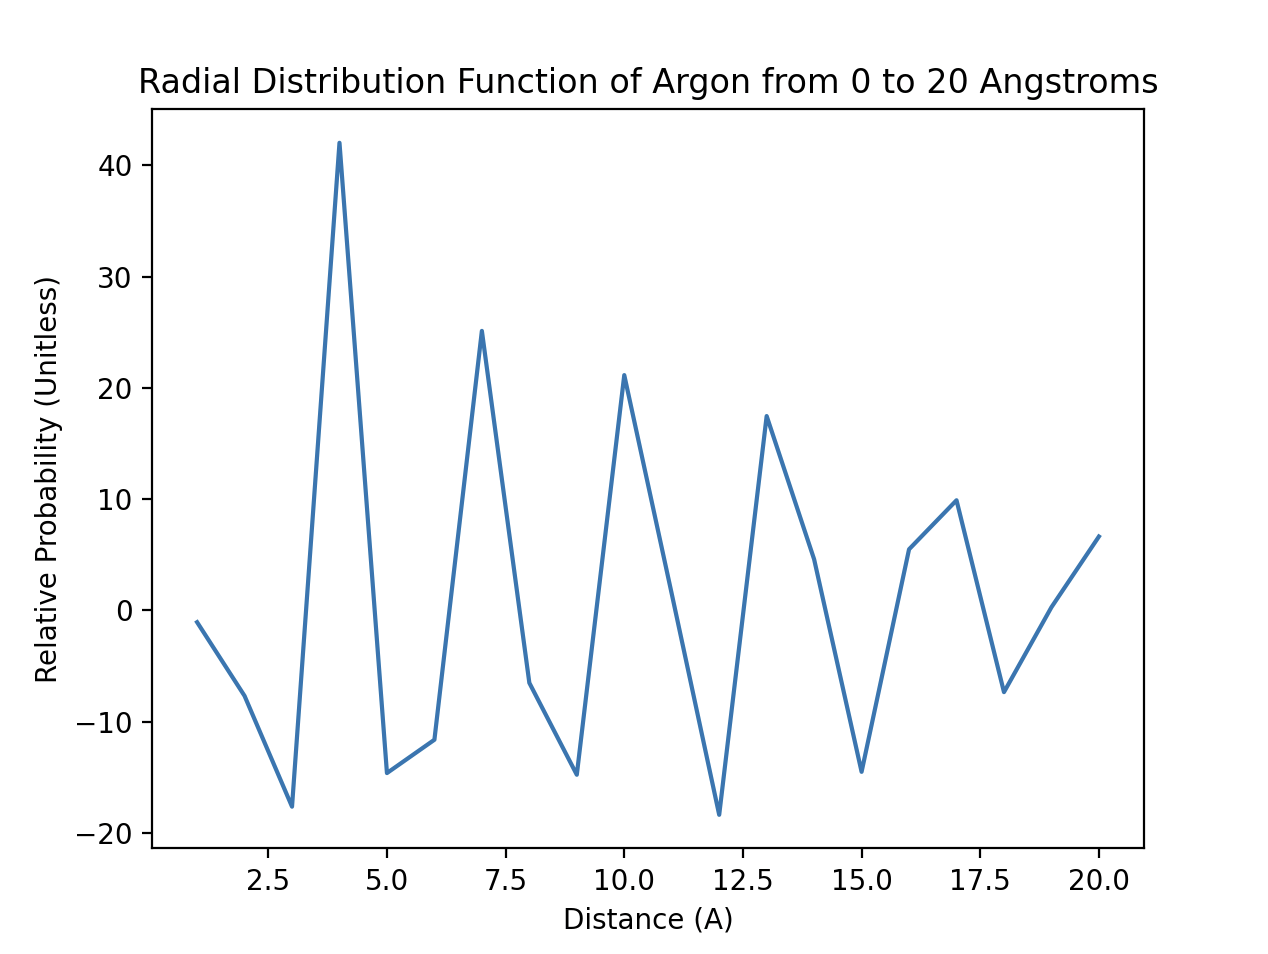 Radial Distribution Function of Argon from 0 to 20 Angstroms
40
30
20
10
0
−10
−20
Relative Probability (Unitless)
2.5 5.0 7.5 10.0 12.5 15.0 17.5 20.0
Distance (A)